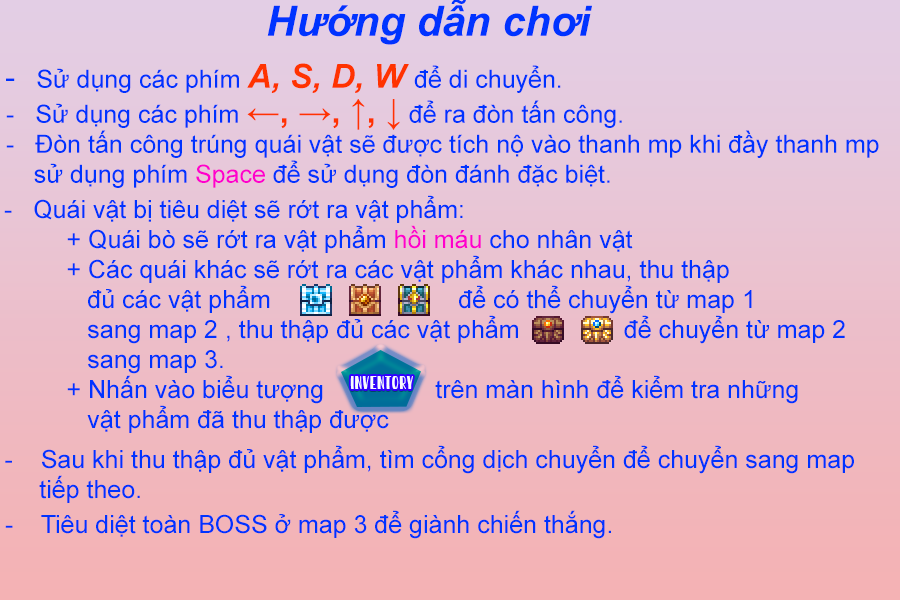 Hướng dẫn chơi
- Sử dụng các phím A, S, D, W để di chuyển.
- Sử dụng các phím ←, →, ↑, ↓ để ra đòn tấn công.
- Đòn tấn công trúng quái vật sẽ được tích nộ vào thanh mp khi đầy thanh mp
sử dụng phím Space để sử dụng đòn đánh đặc biệt.
- Quái vật bị tiêu diệt sẽ rớt ra vật phẩm:
+ Quái bò sẽ rớt ra vật phẩm hồi máu cho nhân vật
+ Các quái khác sẽ rớt ra các vật phẩm khác nhau, thu thập
đủ các vật phẩm để có thể chuyển từ map 1
sang map 2 , thu thập đủ các vật phẩm để chuyển từ map 2
sang map 3.
+ Nhấn vào biểu tượng INVENTORY trên màn hình để kiểm tra những
vật phẩm đã thu thập được
- Sau khi thu thập đủ vật phẩm, tìm cổng dịch chuyển để chuyển sang map
tiếp theo.
- Tiêu diệt toàn BOSS ở map 3 để giành chiến thắng.